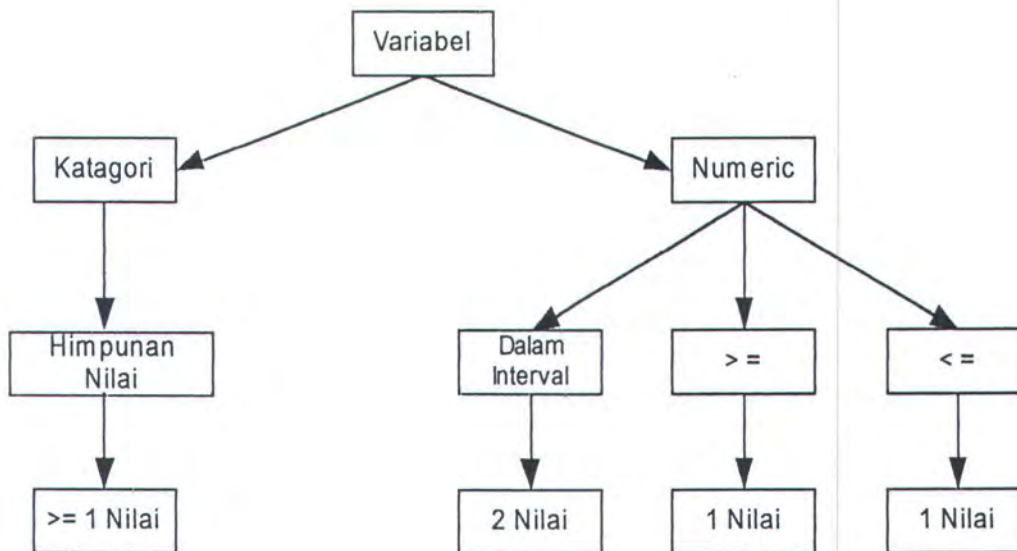 Variabel
Katagori
Numeric
Himpunan
Nilai
Dalam
Interval
> =
< =
>= 1 Nilai
2 Nilai
1 Nilai
1 Nilai